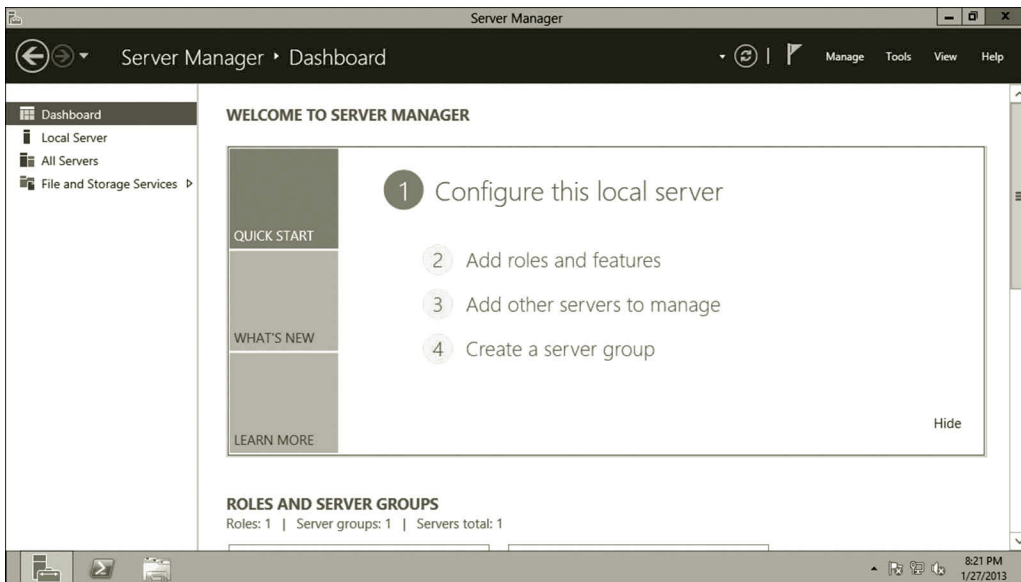 Server Manager
Server Manager • Dashboard
Manage Tools View Help
Dashboard
Local Server
All Servers
File and Storage Services
WELCOME TO SERVER MANAGER
QUICK START
WHAT'S NEW
LEARN MORE
1 Configure this local server
2 Add roles and features
3 Add other servers to manage
4 Create a server group
Hide
ROLES AND SERVER GROUPS
Roles: 1 | Server groups: 1 | Servers total: 1
8:21 PM
1/27/2013